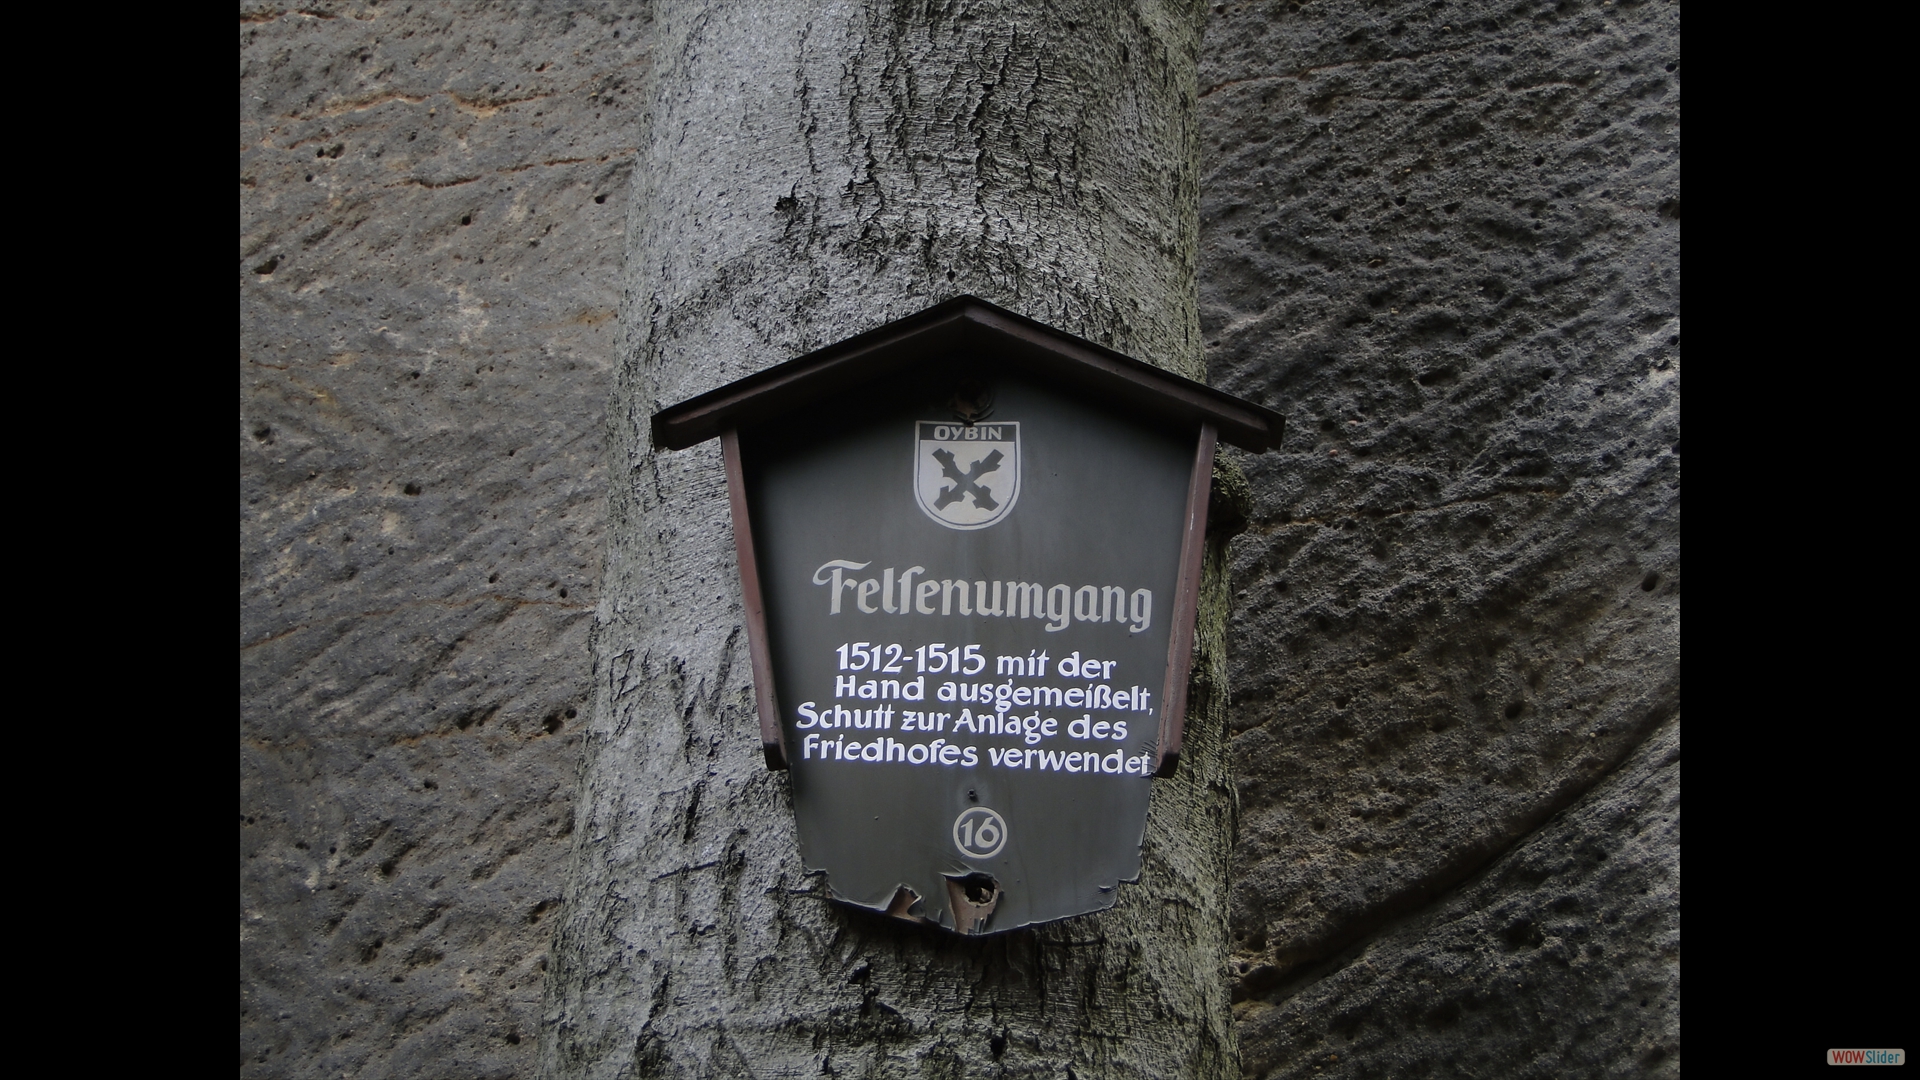 OYBIN
Felſenumgang
1512-1515 mit der
Hand ausgemeißelt,
Schutt zur Anlage des
Friedhofes verwendet
16
WOWSlider